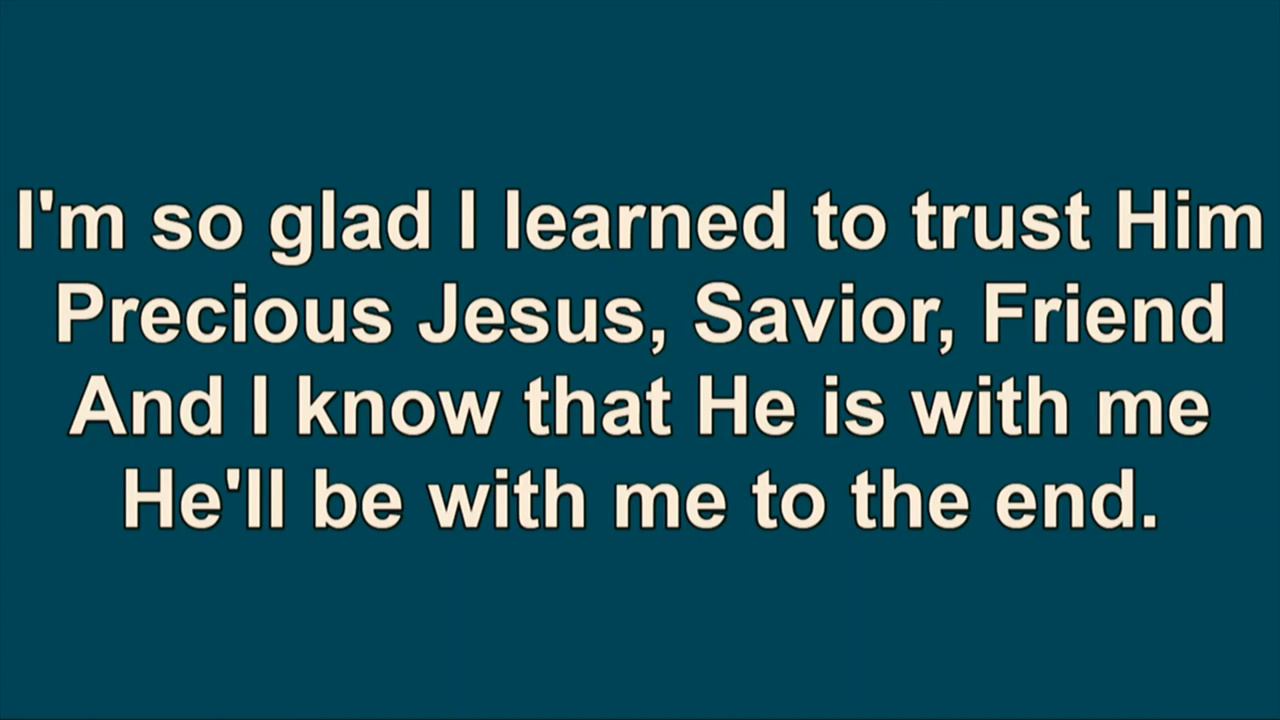 I'm so glad I learned to trust Him
Precious Jesus, Savior, Friend
And I know that He is with me
He'll be with me to the end.